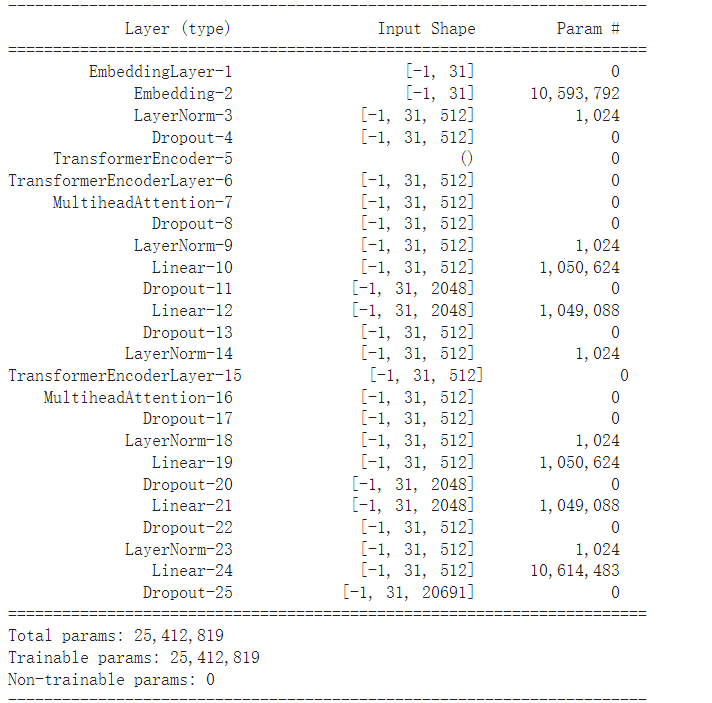 ----------------------------------------------------------------------
Layer (type) Input Shape Param #
======================================================================
EmbeddingLayer-1 [-1, 31] 0
Embedding-2 [-1, 31] 10,593,792
LayerNorm-3 [-1, 31, 512] 1,024
Dropout-4 [-1, 31, 512] 0
TransformerEncoder-5 () 0
TransformerEncoderLayer-6 [-1, 31, 512] 0
MultiheadAttention-7 [-1, 31, 512] 0
Dropout-8 [-1, 31, 512] 0
LayerNorm-9 [-1, 31, 512] 1,024
Linear-10 [-1, 31, 512] 1,050,624
Dropout-11 [-1, 31, 2048] 0
Linear-12 [-1, 31, 2048] 1,049,088
Dropout-13 [-1, 31, 512] 0
LayerNorm-14 [-1, 31, 512] 1,024
TransformerEncoderLayer-15 [-1, 31, 512] 0
MultiheadAttention-16 [-1, 31, 512] 0
Dropout-17 [-1, 31, 512] 0
LayerNorm-18 [-1, 31, 512] 1,024
Linear-19 [-1, 31, 512] 1,050,624
Dropout-20 [-1, 31, 2048] 0
Linear-21 [-1, 31, 2048] 1,049,088
Dropout-22 [-1, 31, 512] 0
LayerNorm-23 [-1, 31, 512] 1,024
Linear-24 [-1, 31, 512] 10,614,483
Dropout-25 [-1, 31, 20691] 0
======================================================================
Total params: 25,412,819
Trainable params: 25,412,819
Non-trainable params: 0
----------------------------------------------------------------------